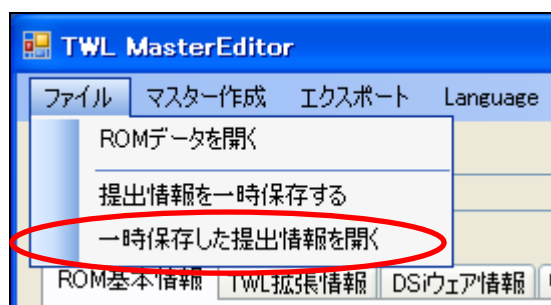 TWL MasterEditor
ファイル マスター作成 エクスポート Language
ROMデータを開く
提出情報を一時保存する
一時保存した提出情報を開く
ROM基本情報 TWL拡張情報 DSiウェア情報